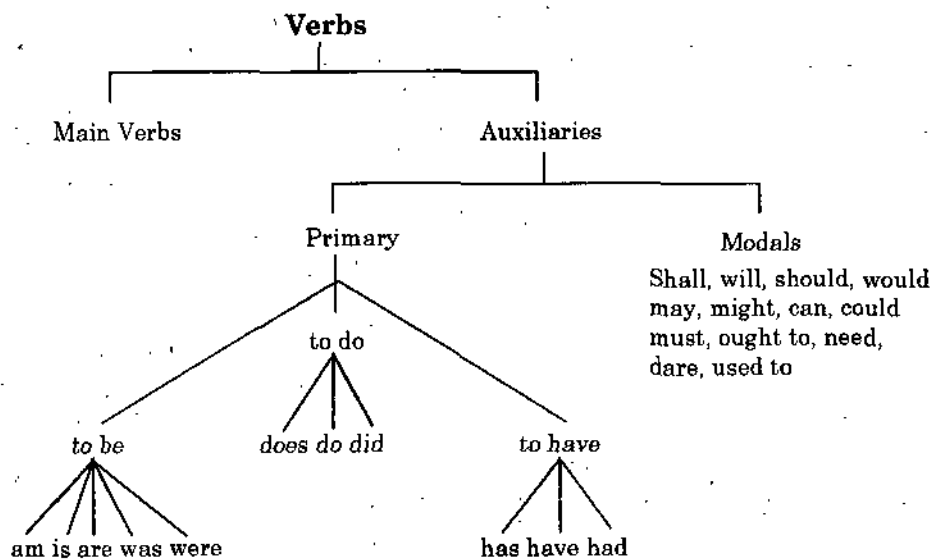 Verbs
Main Verbs
Auxiliaries
Primary
Modals
Shall, will, should, would
may, might, can, could
must, ought to, need,
dare, used to
to do
does do did
to be
am is are was were
to have
has have had